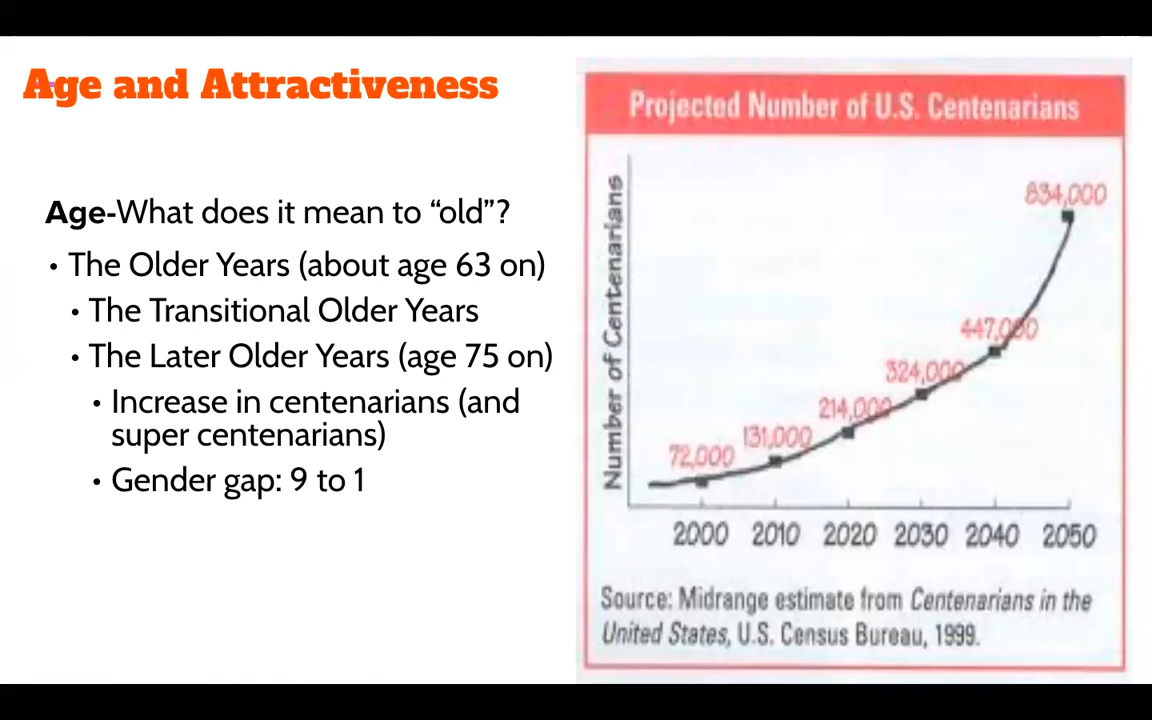 Age and Attractiveness
Age-What does it mean to “old”?
• The Older Years (about age 63 on)
• The Transitional Older Years
• The Later Older Years (age 75 on)
• Increase in centenarians (and
super centenarians)
• Gender gap: 9 to 1
Projected Number of U.S. Centenarians
Number of Centenarians
834,000
447,000
324,000
214,000
131,000
72,000
2000 2010 2020 2030 2040 2050
Source: Midrange estimate from Centenarians in the
United States, U.S. Census Bureau, 1999.